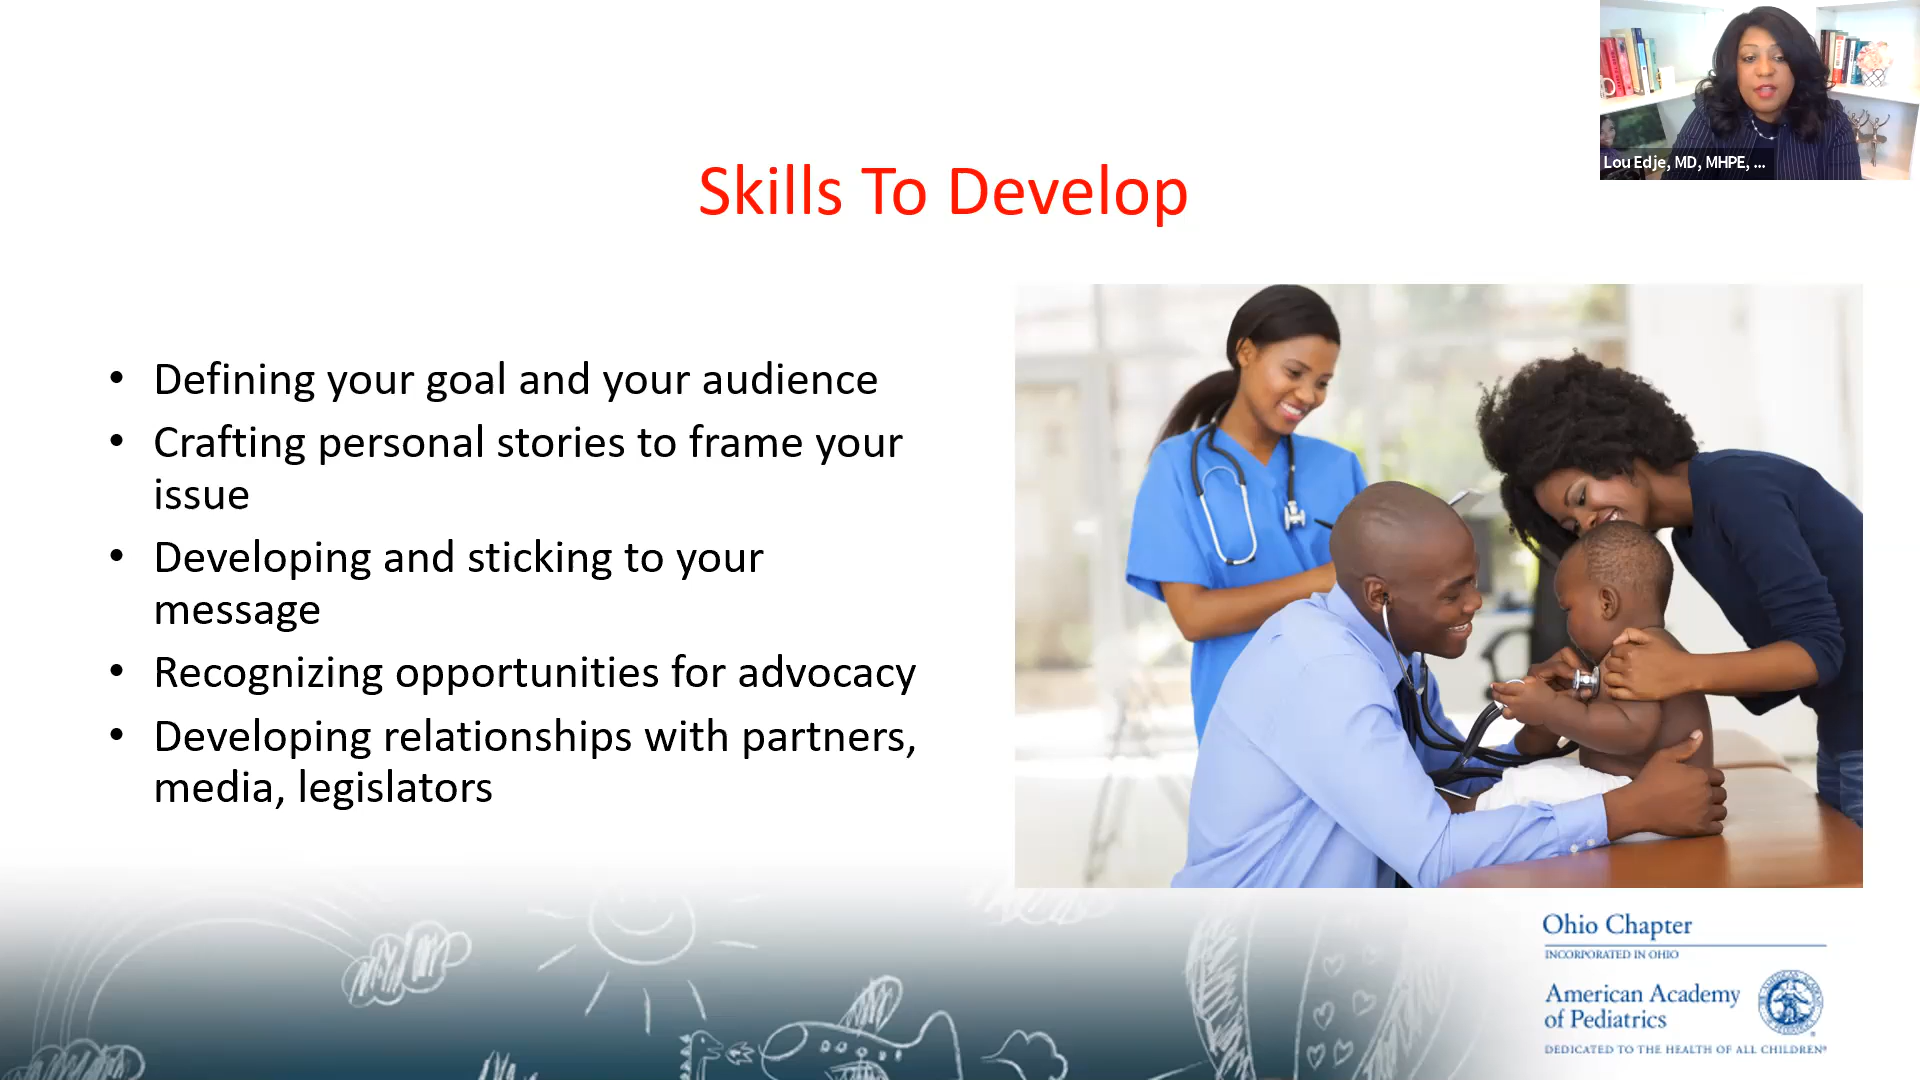 Lou Edje, MD, MHPE, ...
Skills To Develop
• Defining your goal and your audience
• Crafting personal stories to frame your
issue
• Developing and sticking to your
message
• Recognizing opportunities for advocacy
• Developing relationships with partners,
media, legislators
Ohio Chapter
INCORPORATED IN OHIO
American Academy
of Pediatrics
DEDICATED TO THE HEALTH OF ALL CHILDREN®